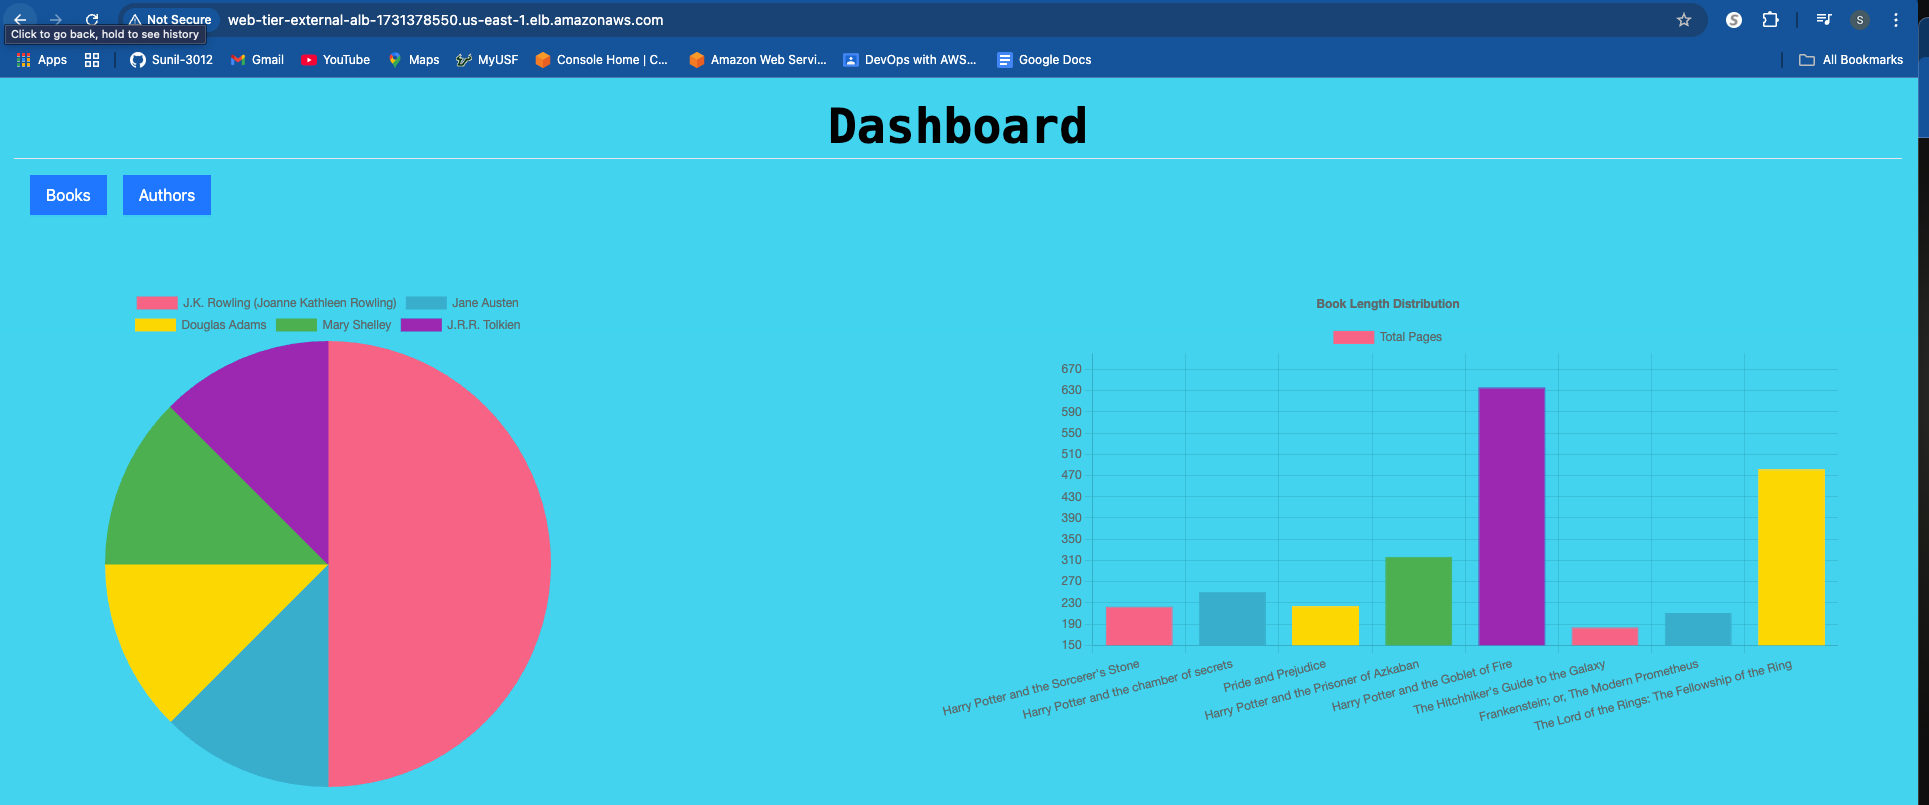 Not Secure web-tier-external-alb-1731378550.us-east-1.elb.amazonaws.com S S
Click to go back, hold to see history
Apps Sunil-3012 Gmail YouTube Maps MyUSF Console Home | C... Amazon Web Servi... DevOps with AWS... Google Docs All Bookmarks
Dashboard
Books Authors
J.K. Rowling (Joanne Kathleen Rowling) Jane Austen
Douglas Adams Mary Shelley J.R.R. Tolkien
Book Length Distribution
Total Pages
670
630
590
550
510
470
430
390
350
310
270
230
190
150
Harry Potter and the Sorcerer's Stone
Harry Potter and the chamber of secrets
Pride and Prejudice
Harry Potter and the Prisoner of Azkaban
Harry Potter and the Goblet of Fire
The Hitchhiker's Guide to the Galaxy
Frankenstein; or, The Modern Prometheus
The Lord of the Rings: The Fellowship of the Ring